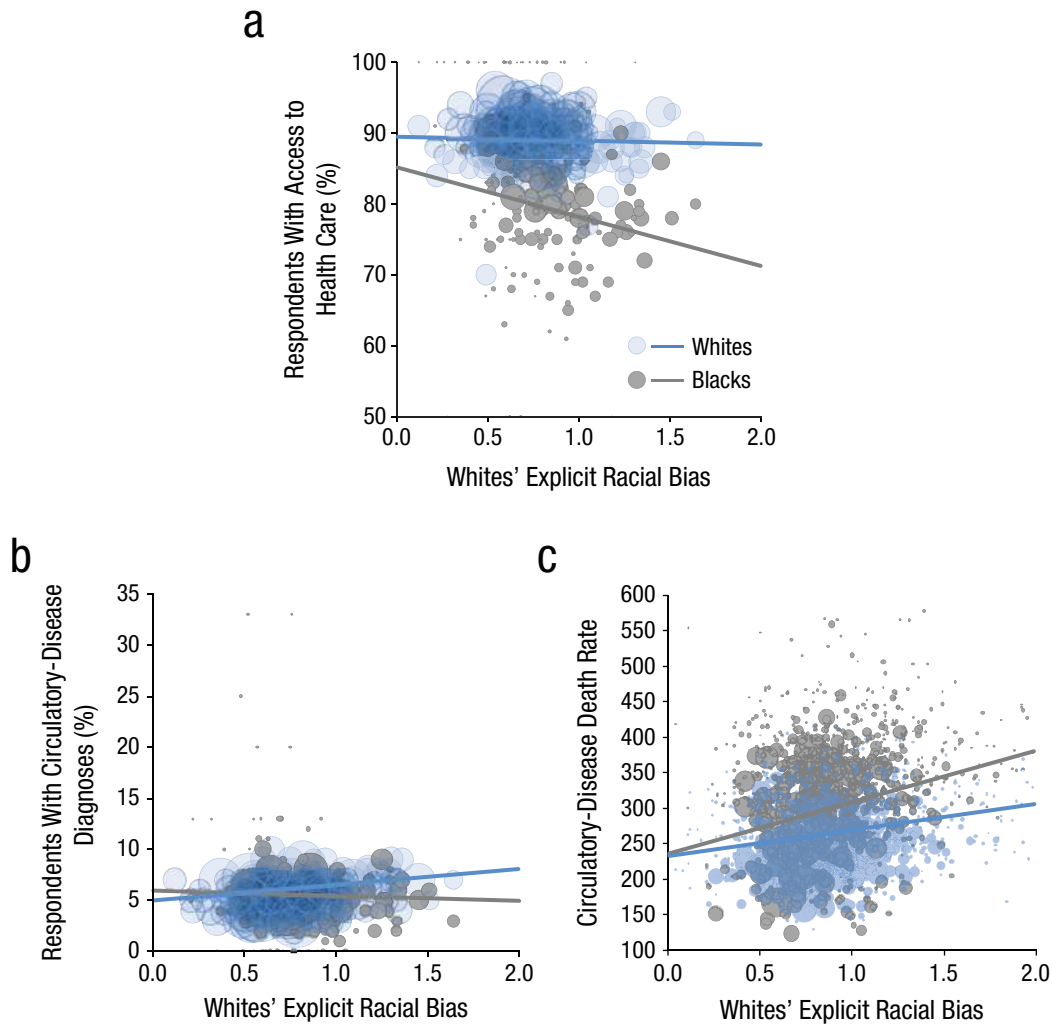 a
Respondents With Access to
Health Care (%)
100
90
80
70
60
50
0.0 0.5 1.0 1.5 2.0
Whites’ Explicit Racial Bias
Whites
Blacks
b
Respondents With Circulatory-Disease
Diagnoses (%)
35
30
25
20
15
10
5
0
0.0 0.5 1.0 1.5 2.0
Whites’ Explicit Racial Bias
c
Circulatory-Disease Death Rate
600
550
500
450
400
350
300
250
200
150
100
0.0 0.5 1.0 1.5 2.0
Whites’ Explicit Racial Bias